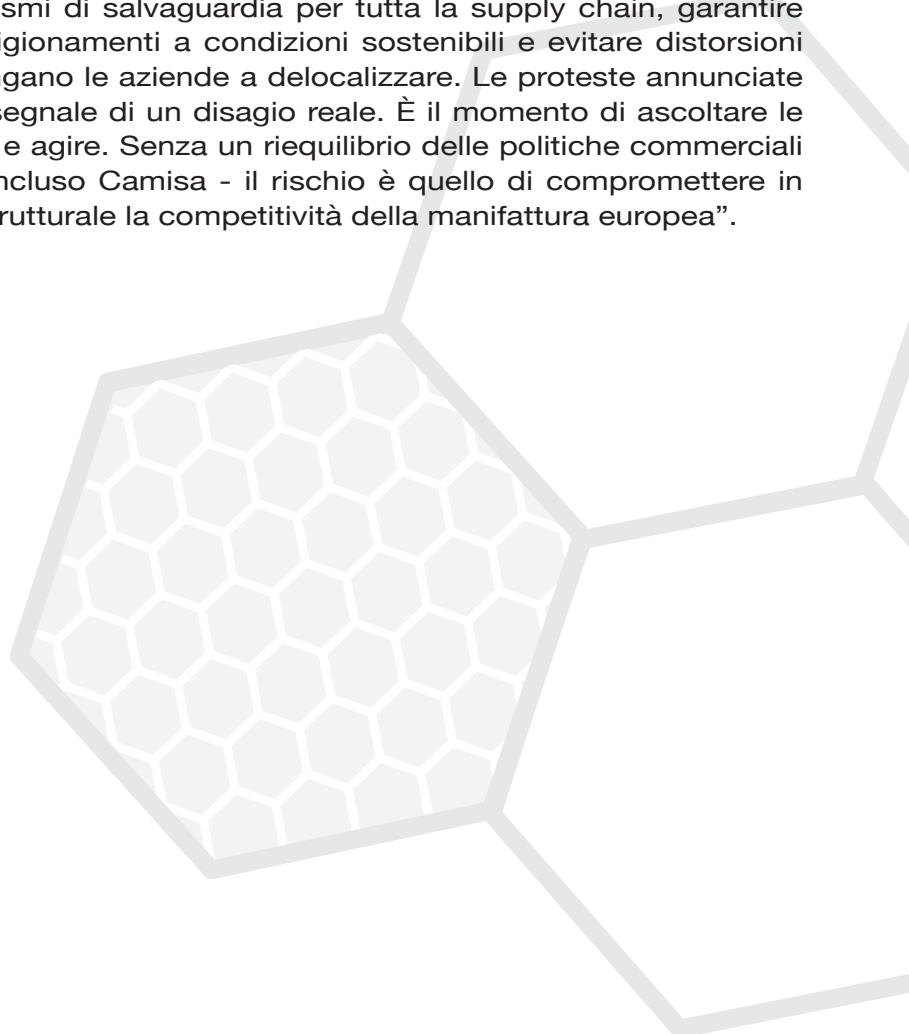 smi di salvaguardia per tutta la supply chain, garantire
igionamenti a condizioni sostenibili e evitare distorsioni
ngano le aziende a delocalizzare. Le proteste annunciate
segnale di un disagio reale. È il momento di ascoltare le
e agire. Senza un riequilibrio delle politiche commerciali
ncluso Camisa - il rischio è quello di compromettere in
rutturale la competitività della manifattura europea”.